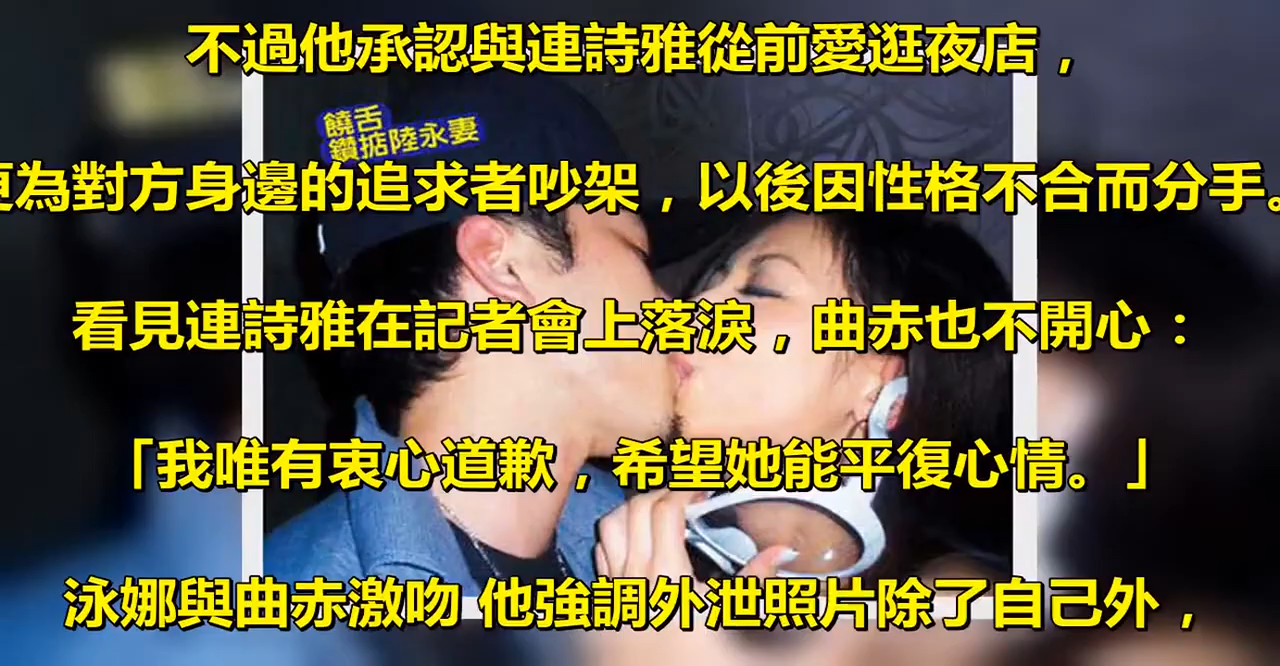 不過他承認與連詩雅從前愛逛夜店，
饒舌
鑽掂陸永妻
更為對方身邊的追求者吵架，以後因性格不合而分手。
看見連詩雅在記者會上落淚，曲赤也不開心：
「我唯有衷心道歉，希望她能平復心情。」
泳娜與曲赤激吻 他強調外泄照片除了自己外，